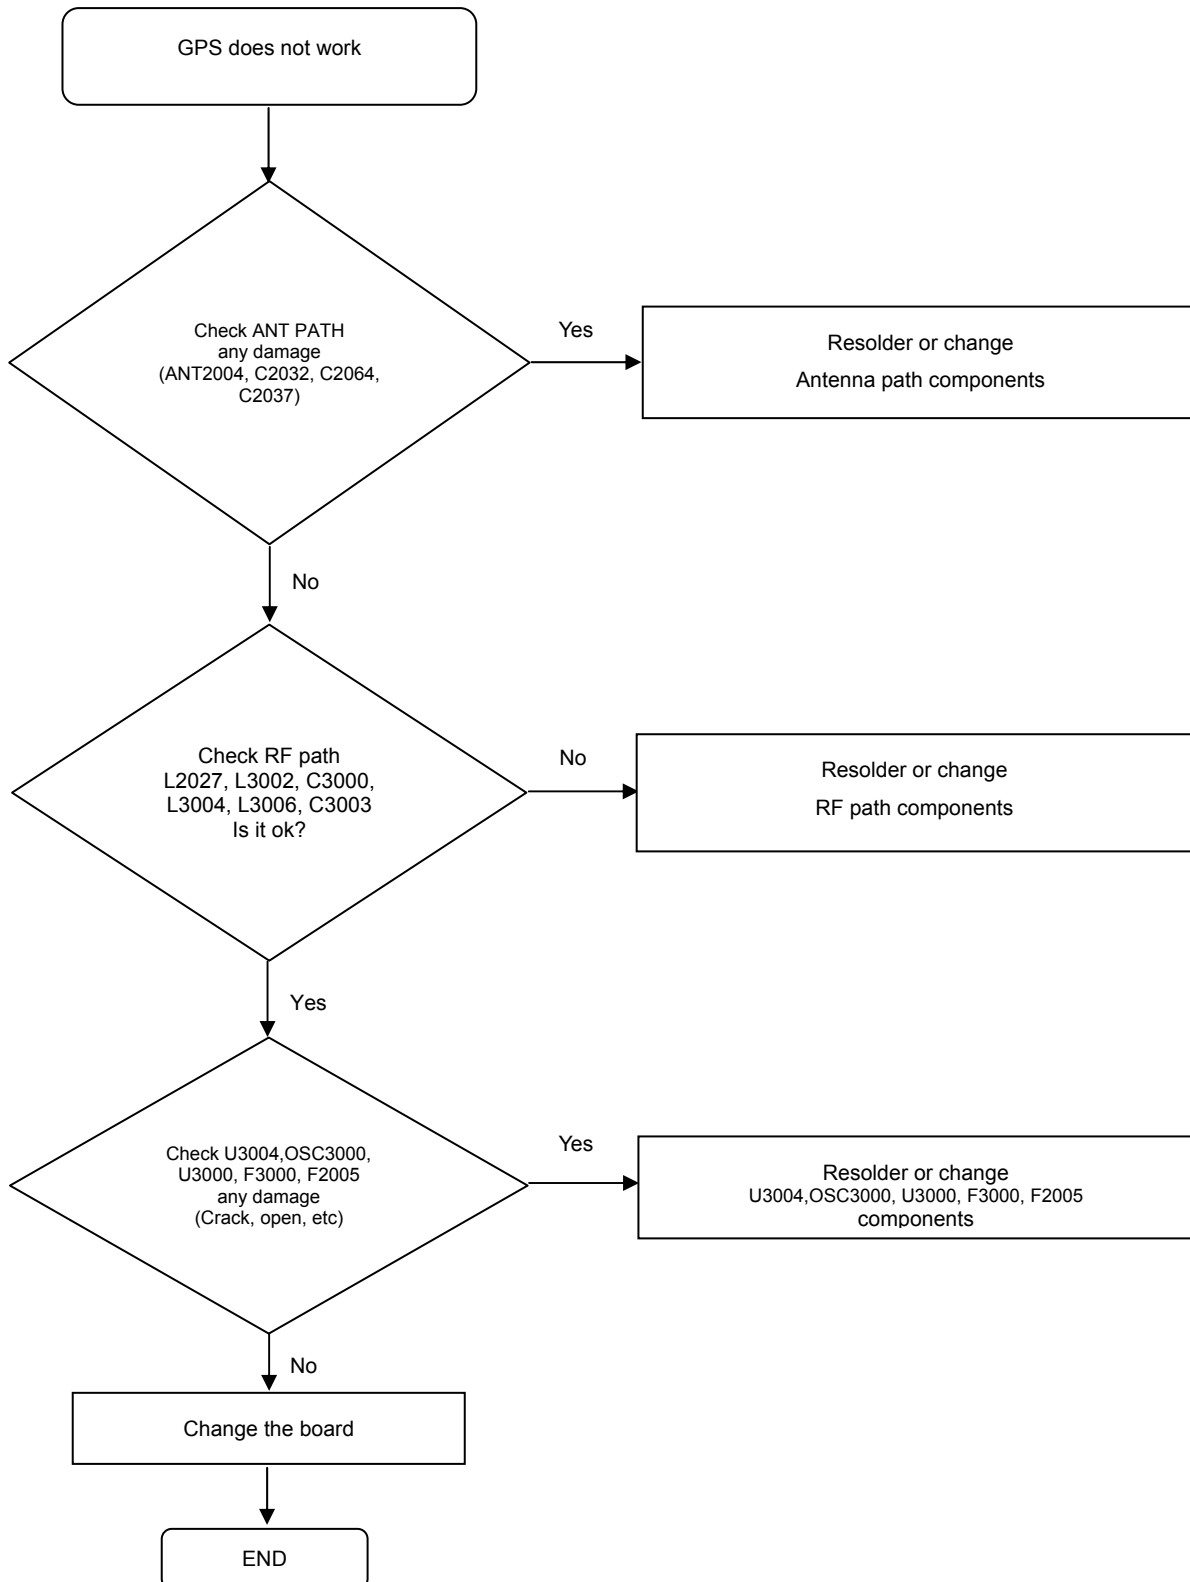 GPS does not work
Check ANT PATH
any damage
(ANT2004, C2032, C2064,
C2037)
Yes
Resolder or change
Antenna path components
No
Check RF path
L2027, L3002, C3000,
L3004, L3006, C3003
Is it ok?
No
Resolder or change
RF path components
Yes
Check U3004,OSC3000,
U3000, F3000, F2005
any damage
(Crack, open, etc)
Yes
Resolder or change
U3004,OSC3000, U3000, F3000, F2005
components
No
Change the board
END